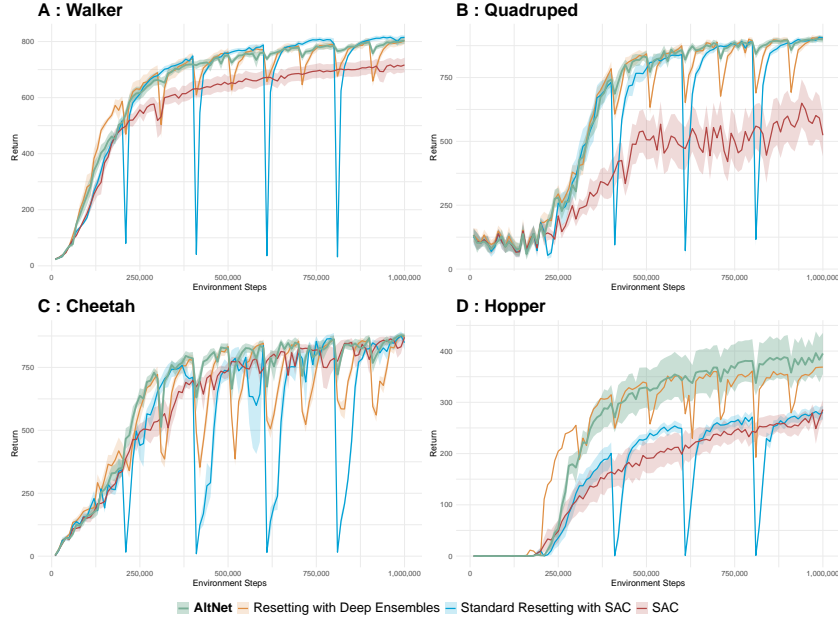 A : Walker
B : Quadruped
800
600
400
200
0
Return
0
250,000
500,000
750,000
1,000,000
Environment Steps
750
500
250
0
Return
0
250,000
500,000
750,000
1,000,000
Environment Steps
C : Cheetah
D : Hopper
750
500
250
0
Return
0
250,000
500,000
750,000
1,000,000
Environment Steps
400
300
200
100
0
Return
0
250,000
500,000
750,000
1,000,000
Environment Steps
AltNet Resetting with Deep Ensembles Standard Resetting with SAC SAC